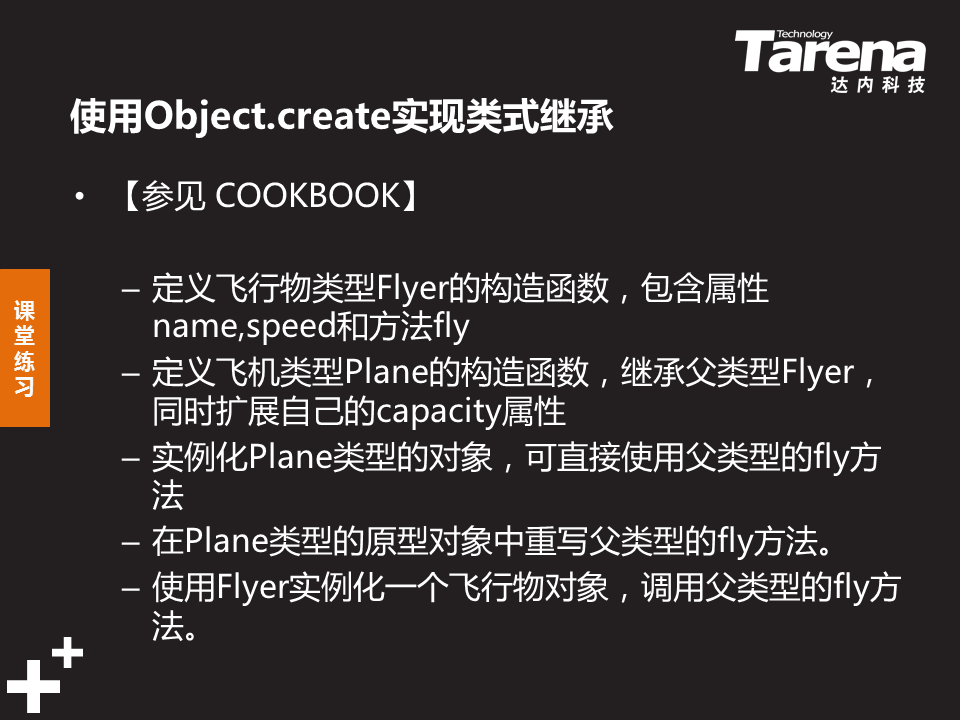 Technology
Tarena
达内科技
使用Object.create实现类式继承
• 【参见 COOKBOOK】
课
堂
练
习
– 定义飞行物类型Flyer的构造函数，包含属性
name,speed和方法fly
– 定义飞机类型Plane的构造函数，继承父类型Flyer，
同时扩展自己的capacity属性
– 实例化Plane类型的对象，可直接使用父类型的fly方
法
– 在Plane类型的原型对象中重写父类型的fly方法。
– 使用Flyer实例化一个飞行物对象，调用父类型的fly方
法。